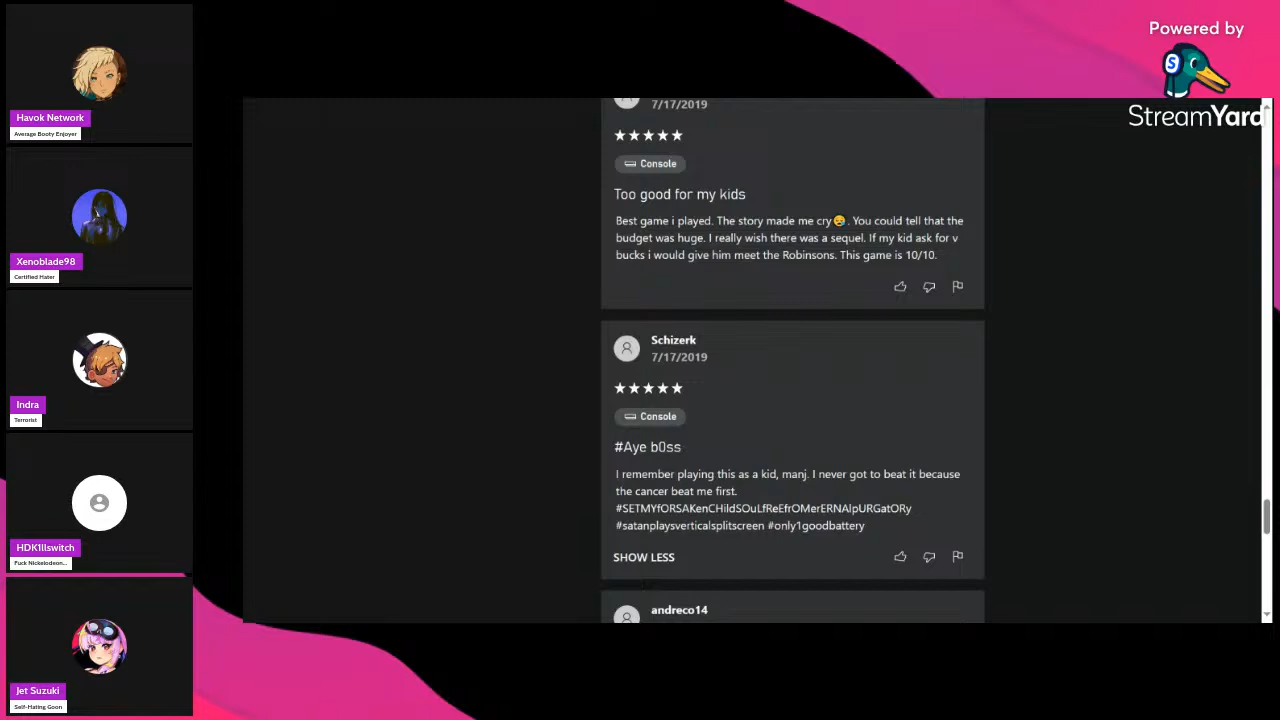 Powered by
StreamYard
Havok Network
Average Booty Enjoyer
Xenoblade98
Certified Hater
Indra
Terrorist
HDK1llswitch
Fuck Nickelodeon...
Jet Suzuki
Self-Hating Goon
7/17/2019
Console
Too good for my kids
Best game i played. The story made me cry😪. You could tell that the
budget was huge. I really wish there was a sequel. If my kid ask for v
bucks i would give him meet the Robinsons. This game is 10/10.
Schizerk
7/17/2019
Console
#Aye b0ss
I remember playing this as a kid, manj. I never got to beat it because
the cancer beat me first.
#SETMYfORSAKenCHildSOuLfReEfrOMerERNAlpURGatORy
#satanplaysverticalsplitscreen #only1goodbattery
SHOW LESS
andreco14